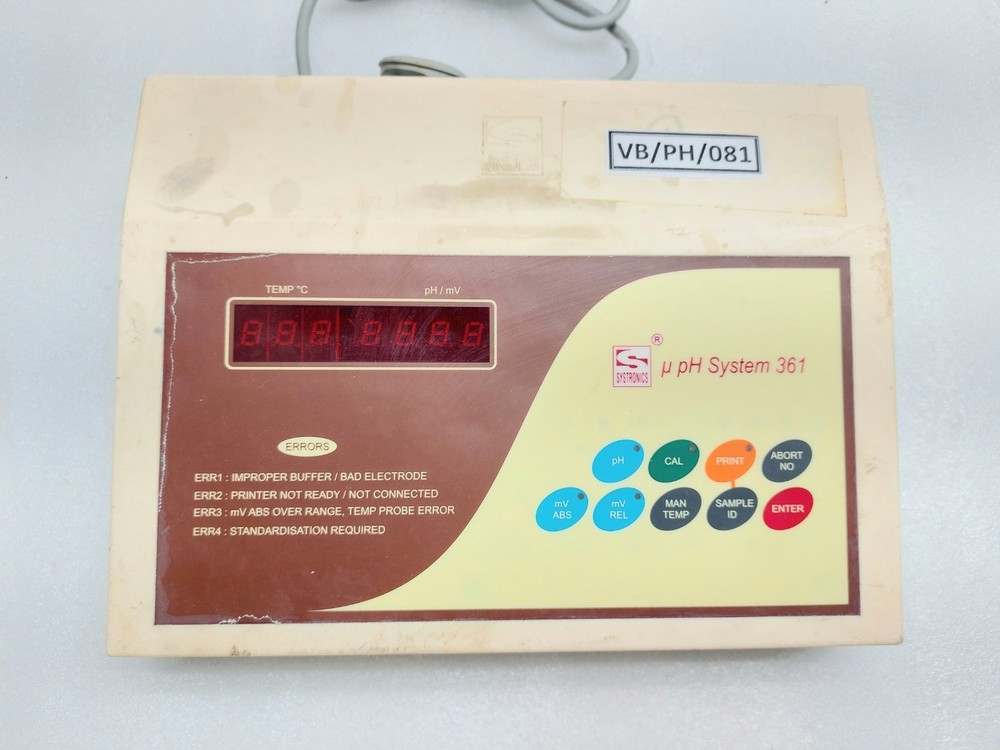 VB/PH/081
TEMP °C
pH / mV
®
SYSTRONICS
µ pH System 361
ERRORS
ERR1 : IMPROPER BUFFER / BAD ELECTRODE
ERR2 : PRINTER NOT READY / NOT CONNECTED
ERR3 : mV ABS OVER RANGE, TEMP PROBE ERROR
ERR4 : STANDARDISATION REQUIRED
pH
CAL
PRINT
ABORT
NO
mV
ABS
mV
REL
MAN
TEMP
SAMPLE
ID
ENTER